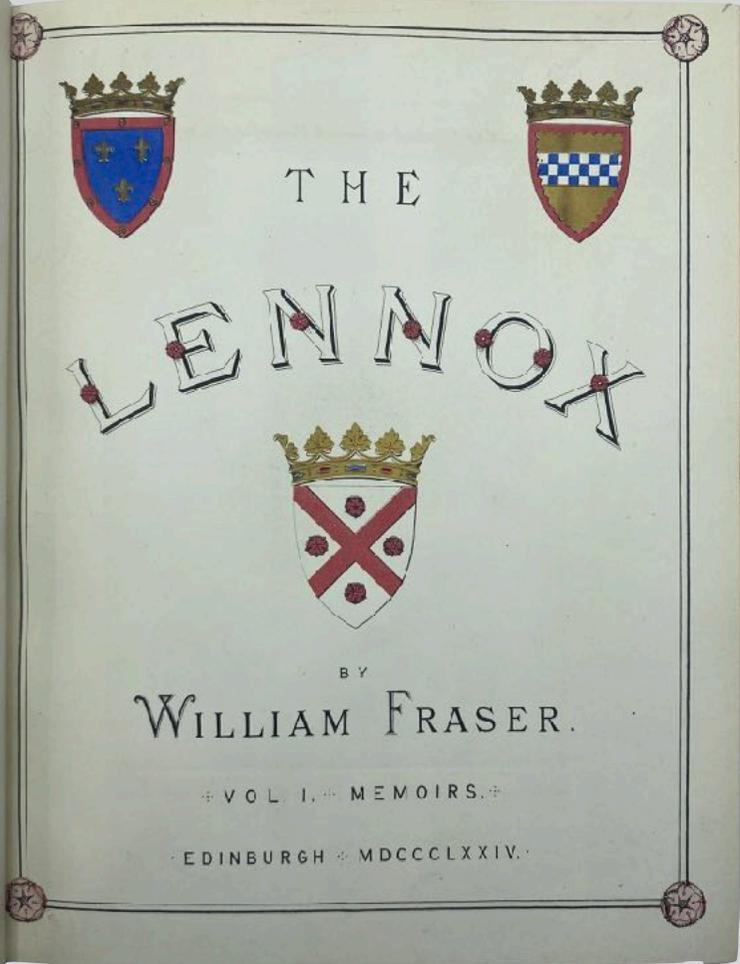 THE
LENNOX
BY
WILLIAM FRASER.
VOL. I. MEMOIRS.
EDINBURGH MDCCCLXXIV.